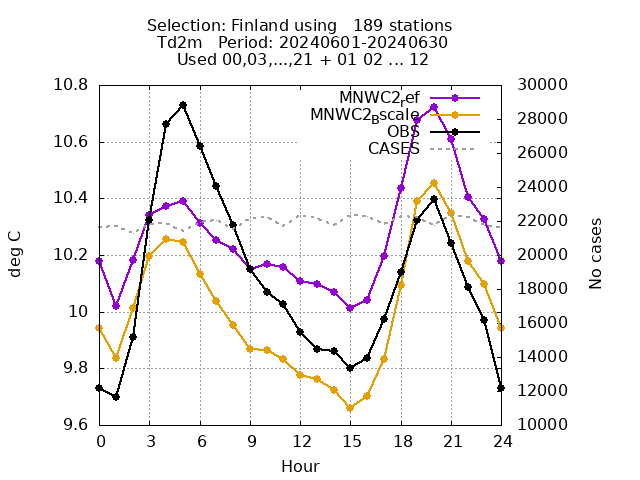 Selection: Finland using   189 stations
Td2m   Period: 20240601-20240630
Used 00,03,...,21 + 01 02 ... 12
10.8
10.6
10.4
10.2
10
9.8
9.6
deg C
30000
28000
26000
24000
22000
20000
18000
16000
14000
12000
10000
No cases
MNWC2ref
MNWC2Bscale
OBS
CASES
0 3 6 9 12 15 18 21 24
Hour